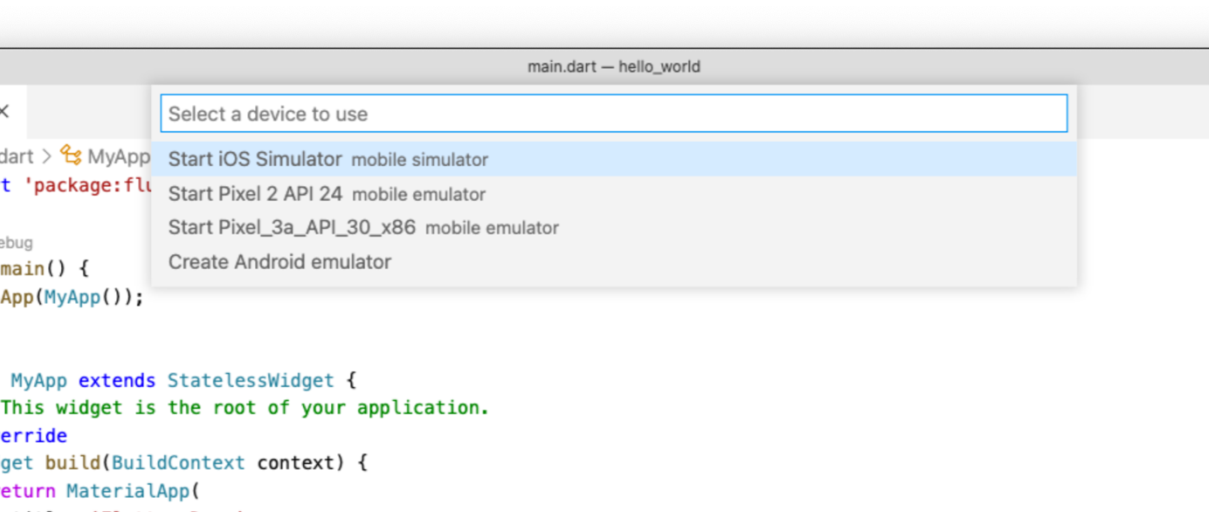 main.dart — hello_world
Select a device to use
Start iOS Simulator mobile simulator
dart > MyApp
t 'package:flu
Start Pixel 2 API 24 mobile emulator
Start Pixel_3a_API_30_x86 mobile emulator
ebug
Create Android emulator
main() {
App(MyApp());
MyApp extends StatelessWidget {
This widget is the root of your application.
erride
get build(BuildContext context) {
eturn MaterialApp(